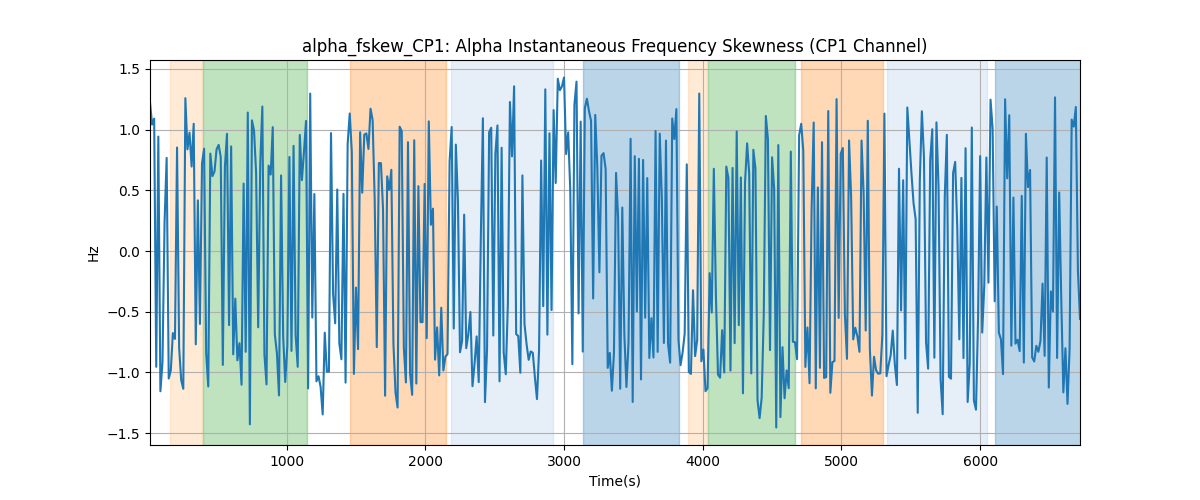 alpha_fskew_CP1: Alpha Instantaneous Frequency Skewness (CP1 Channel)
1.5
1.0
0.5
0.0
−0.5
−1.0
−1.5
Hz
1000 2000 3000 4000 5000 6000
Time(s)